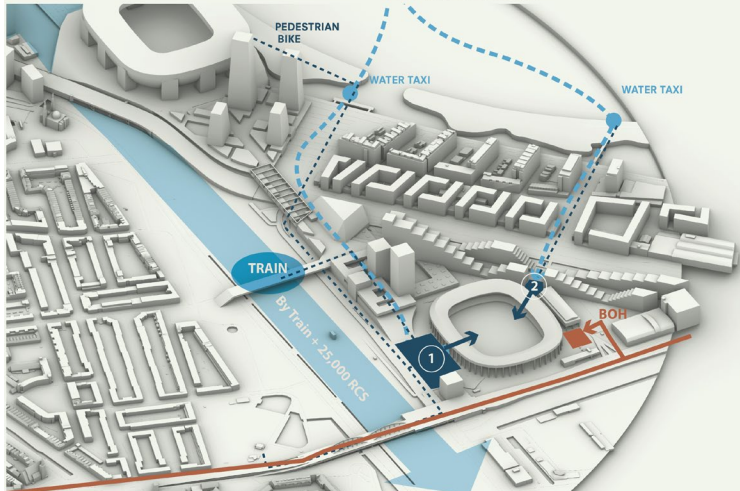 PEDESTRIAN
BIKE
WATER TAXI
WATER TAXI
TRAIN
2
BOH
By Train + 25,000 RCS
1